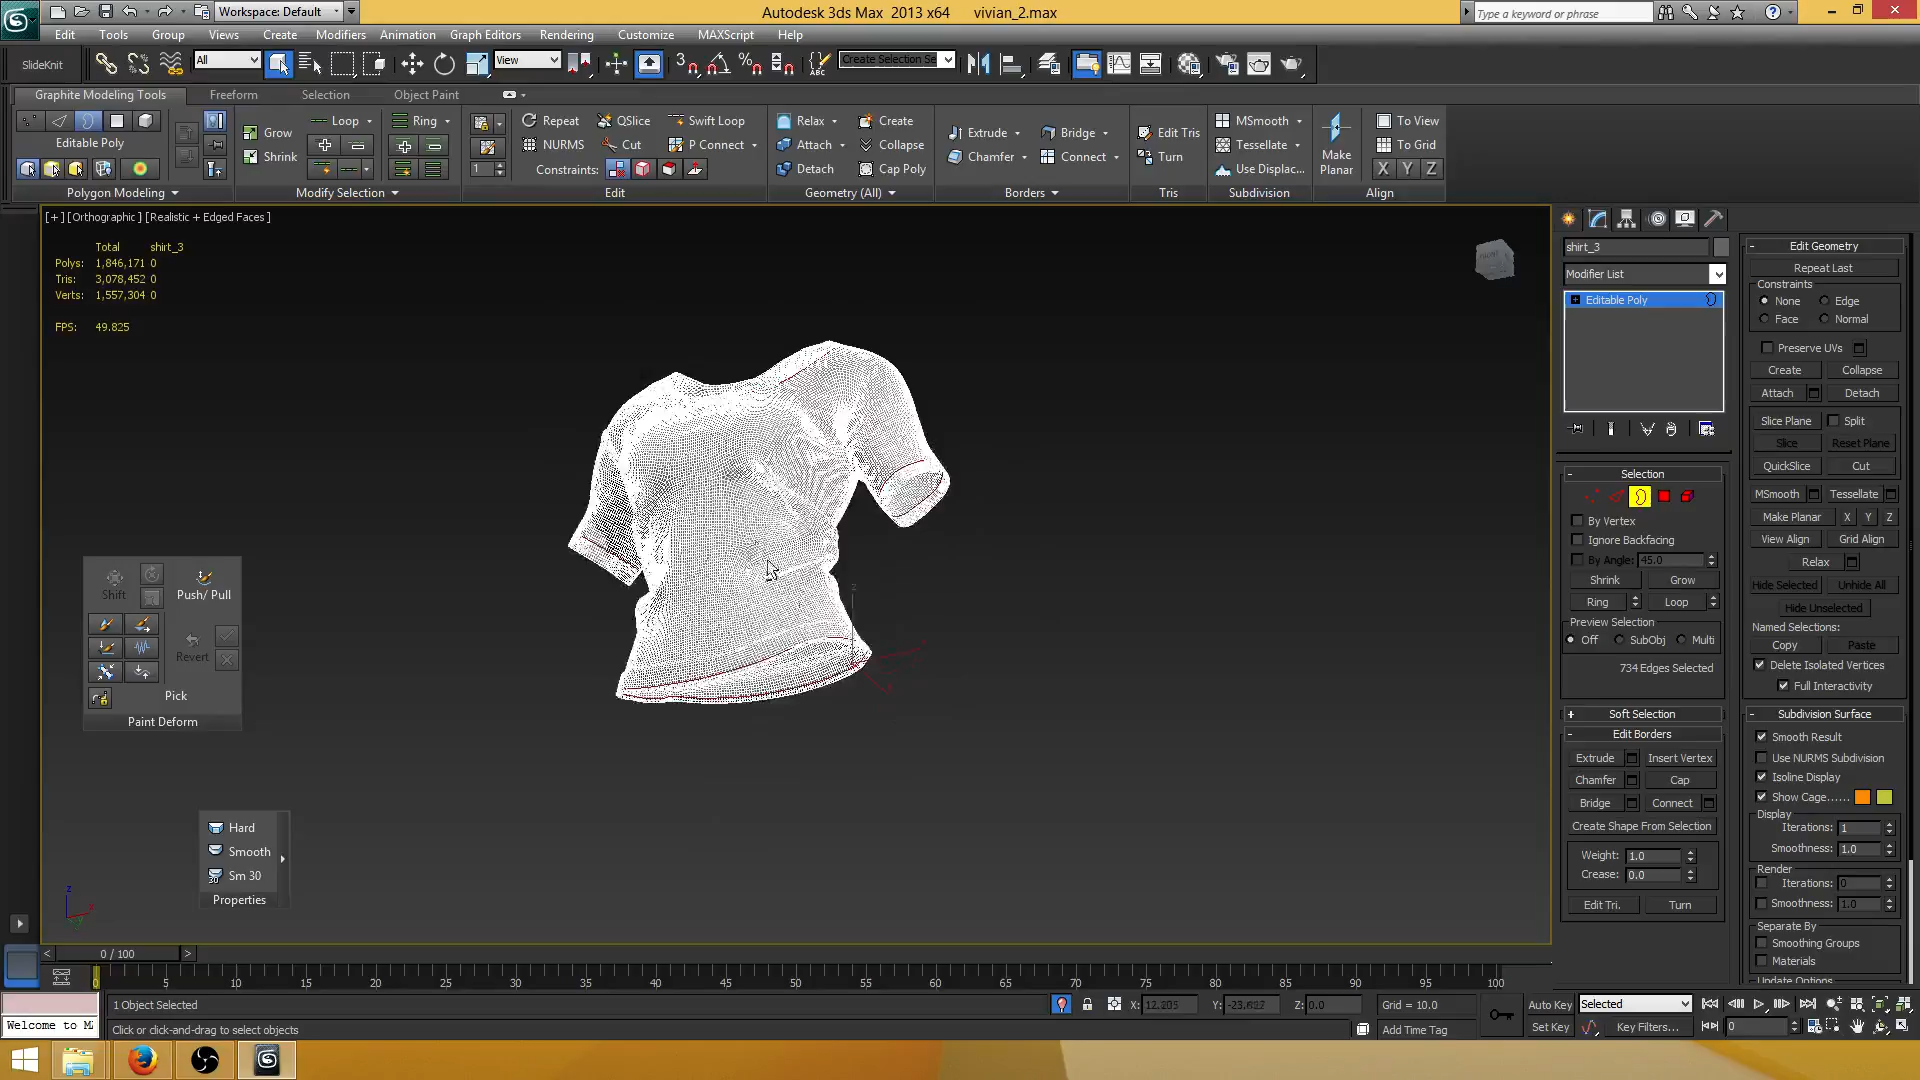 Workspace: Default
Autodesk 3ds Max 2013 x64 vivian_2.max
Type a keyword or phrase
Edit Tools Group Views Create Modifiers Animation Graph Editors Rendering Customize MAXScript Help
SlideKnit All View Create Selection Se
Graphite Modeling Tools Freeform Selection Object Paint
Loop Ring Repeat QSlice Swift Loop Relax Create MSmooth To View
Grow Extrude Bridge Edit Tris
Editable Poly NURMS Cut P Connect Attach Collapse Tessellate To Grid
Shrink Chamfer Connect Turn Make Planar
1 Constraints: Detach Cap Poly Use Displac... X Y Z
Polygon Modeling Modify Selection Edit Geometry (All) Borders Tris Subdivision Align
[+] [Orthographic] [Realistic + Edged Faces]
Total shirt_3
Polys: 1,846,171 0
Tris: 3,078,452 0
Verts: 1,557,304 0
FPS: 49.825
Shift Push/ Pull
Revert
Pick
Paint Deform
Hard
Smooth
Sm 30
Properties
shirt_3
Modifier List
Editable Poly
Selection
By Vertex
Ignore Backfacing
By Angle: 45.0
Shrink Grow
Ring Loop
Preview Selection
Off SubObj Multi
734 Edges Selected
Soft Selection
Edit Borders
Extrude Insert Vertex
Chamfer Cap
Bridge Connect
Create Shape From Selection
Weight: 1.0
Crease: 0.0
Edit Tri. Turn
Edit Geometry
Repeat Last
Constraints
None Edge
Face Normal
Preserve UVs
Create Collapse
Attach Detach
Slice Plane Split
Slice Reset Plane
QuickSlice Cut
MSmooth Tessellate
Make Planar X Y Z
View Align Grid Align
Relax
Hide Selected Unhide All
Hide Unselected
Named Selections:
Copy Paste
Delete Isolated Vertices
Full Interactivity
Subdivision Surface
Smooth Result
Use NURMS Subdivision
Isoline Display
Show Cage......
Display
Iterations: 1
Smoothness: 1.0
Render
Iterations: 0
Smoothness: 1.0
Separate By
Smoothing Groups
Materials
Update Options
0 / 100
0 5 10 15 20 25 30 35 40 45 50 55 60 65 70 75 80 85 90 95 100
1 Object Selected X: 12.205 Y: Z: 0.0 Grid = 10.0 Auto Key Selected
Welcome to M Click or click-and-drag to select objects Add Time Tag Set Key Key Filters... 0